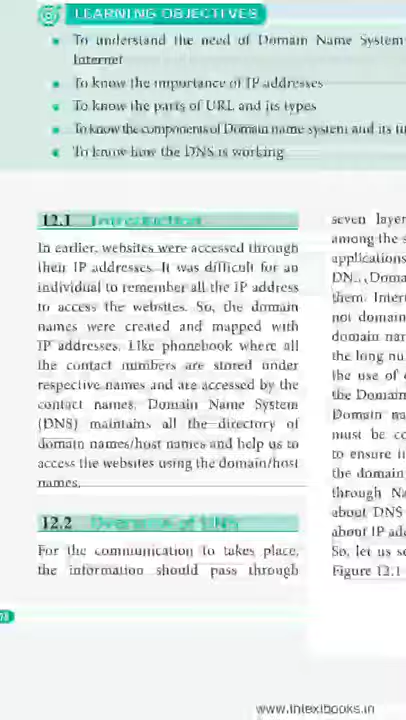 LEARNING OBJECTIVES
To understand the need of Domain Name System
Internet
To know the importance of IP addresses
To know the parts of URL and its types
To know the components of Domain name system and its
To know how the DNS is working
12.1 Introduction
In earlier, websites were accessed through
their IP addresses. It was difficult for an
individual to remember all the IP address
to access the websites. So, the domain
names were created and mapped with
IP addresses. Like phonebook where all
the contact numbers are stored under
respective names and are accessed by the
contact names. Domain Name System
(DNS) maintains all the directory of
domain names/host names and help us to
access the websites using the domain/host
names.
12.2 Overview of DNS
For the communication to takes place,
the information should pass through
seven layer
among the s
applications
DN
them. Inter
not domain
domain nar
the long nu
the use of
the Domain
Domain na
must be co
to ensure
the domain
through Na
about DNS
about IP add
So, let us se
Figure 12.1
www.tntextbooks.in